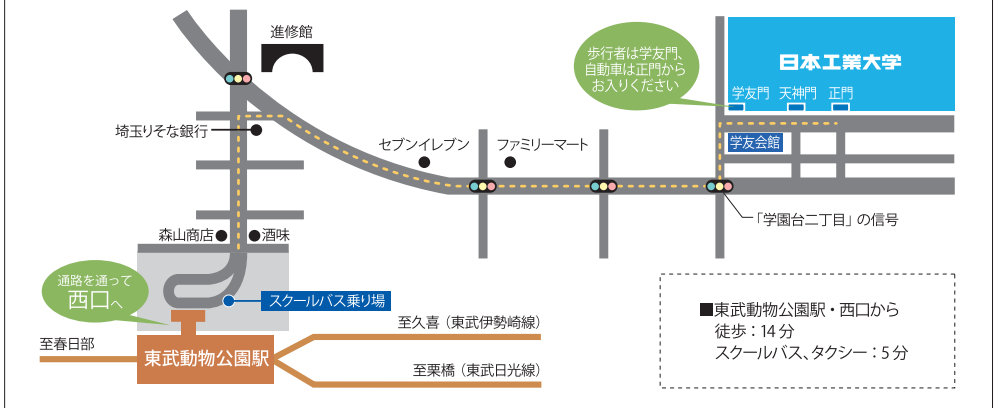 進修館
歩行者は学友門、
自動車は正門から
お入りください
日本工業大学
学友門 天神門 正門
埼玉りそな銀行
セブンイレブン
ファミリーマート
学友会館
「学園台二丁目」の信号
森山商店
酒味
通路を通って
西口へ
スクールバス乗り場
■東武動物公園駅・西口から
徒歩：14分
スクールバス、タクシー：5分
至久喜（東武伊勢崎線）
至春日部
東武動物公園駅
至栗橋（東武日光線）